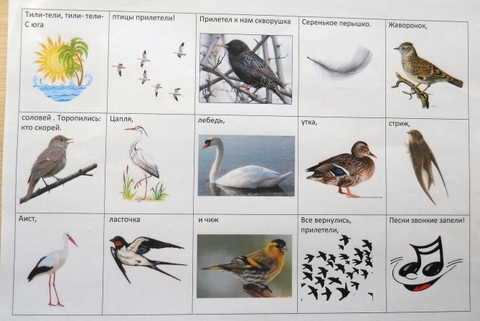 Тили-тели, тили- тели-
С юга
птицы прилетели!
Прилетел к нам скворушка
Серенькое перышко.
Жаворонок,
соловей . Торопились:
кто скорей.
Цапля,
лебедь,
утка,
стриж,
Аист,
ласточка
и чиж
Все вернулись,
прилетели,
Песни звонкие запели!